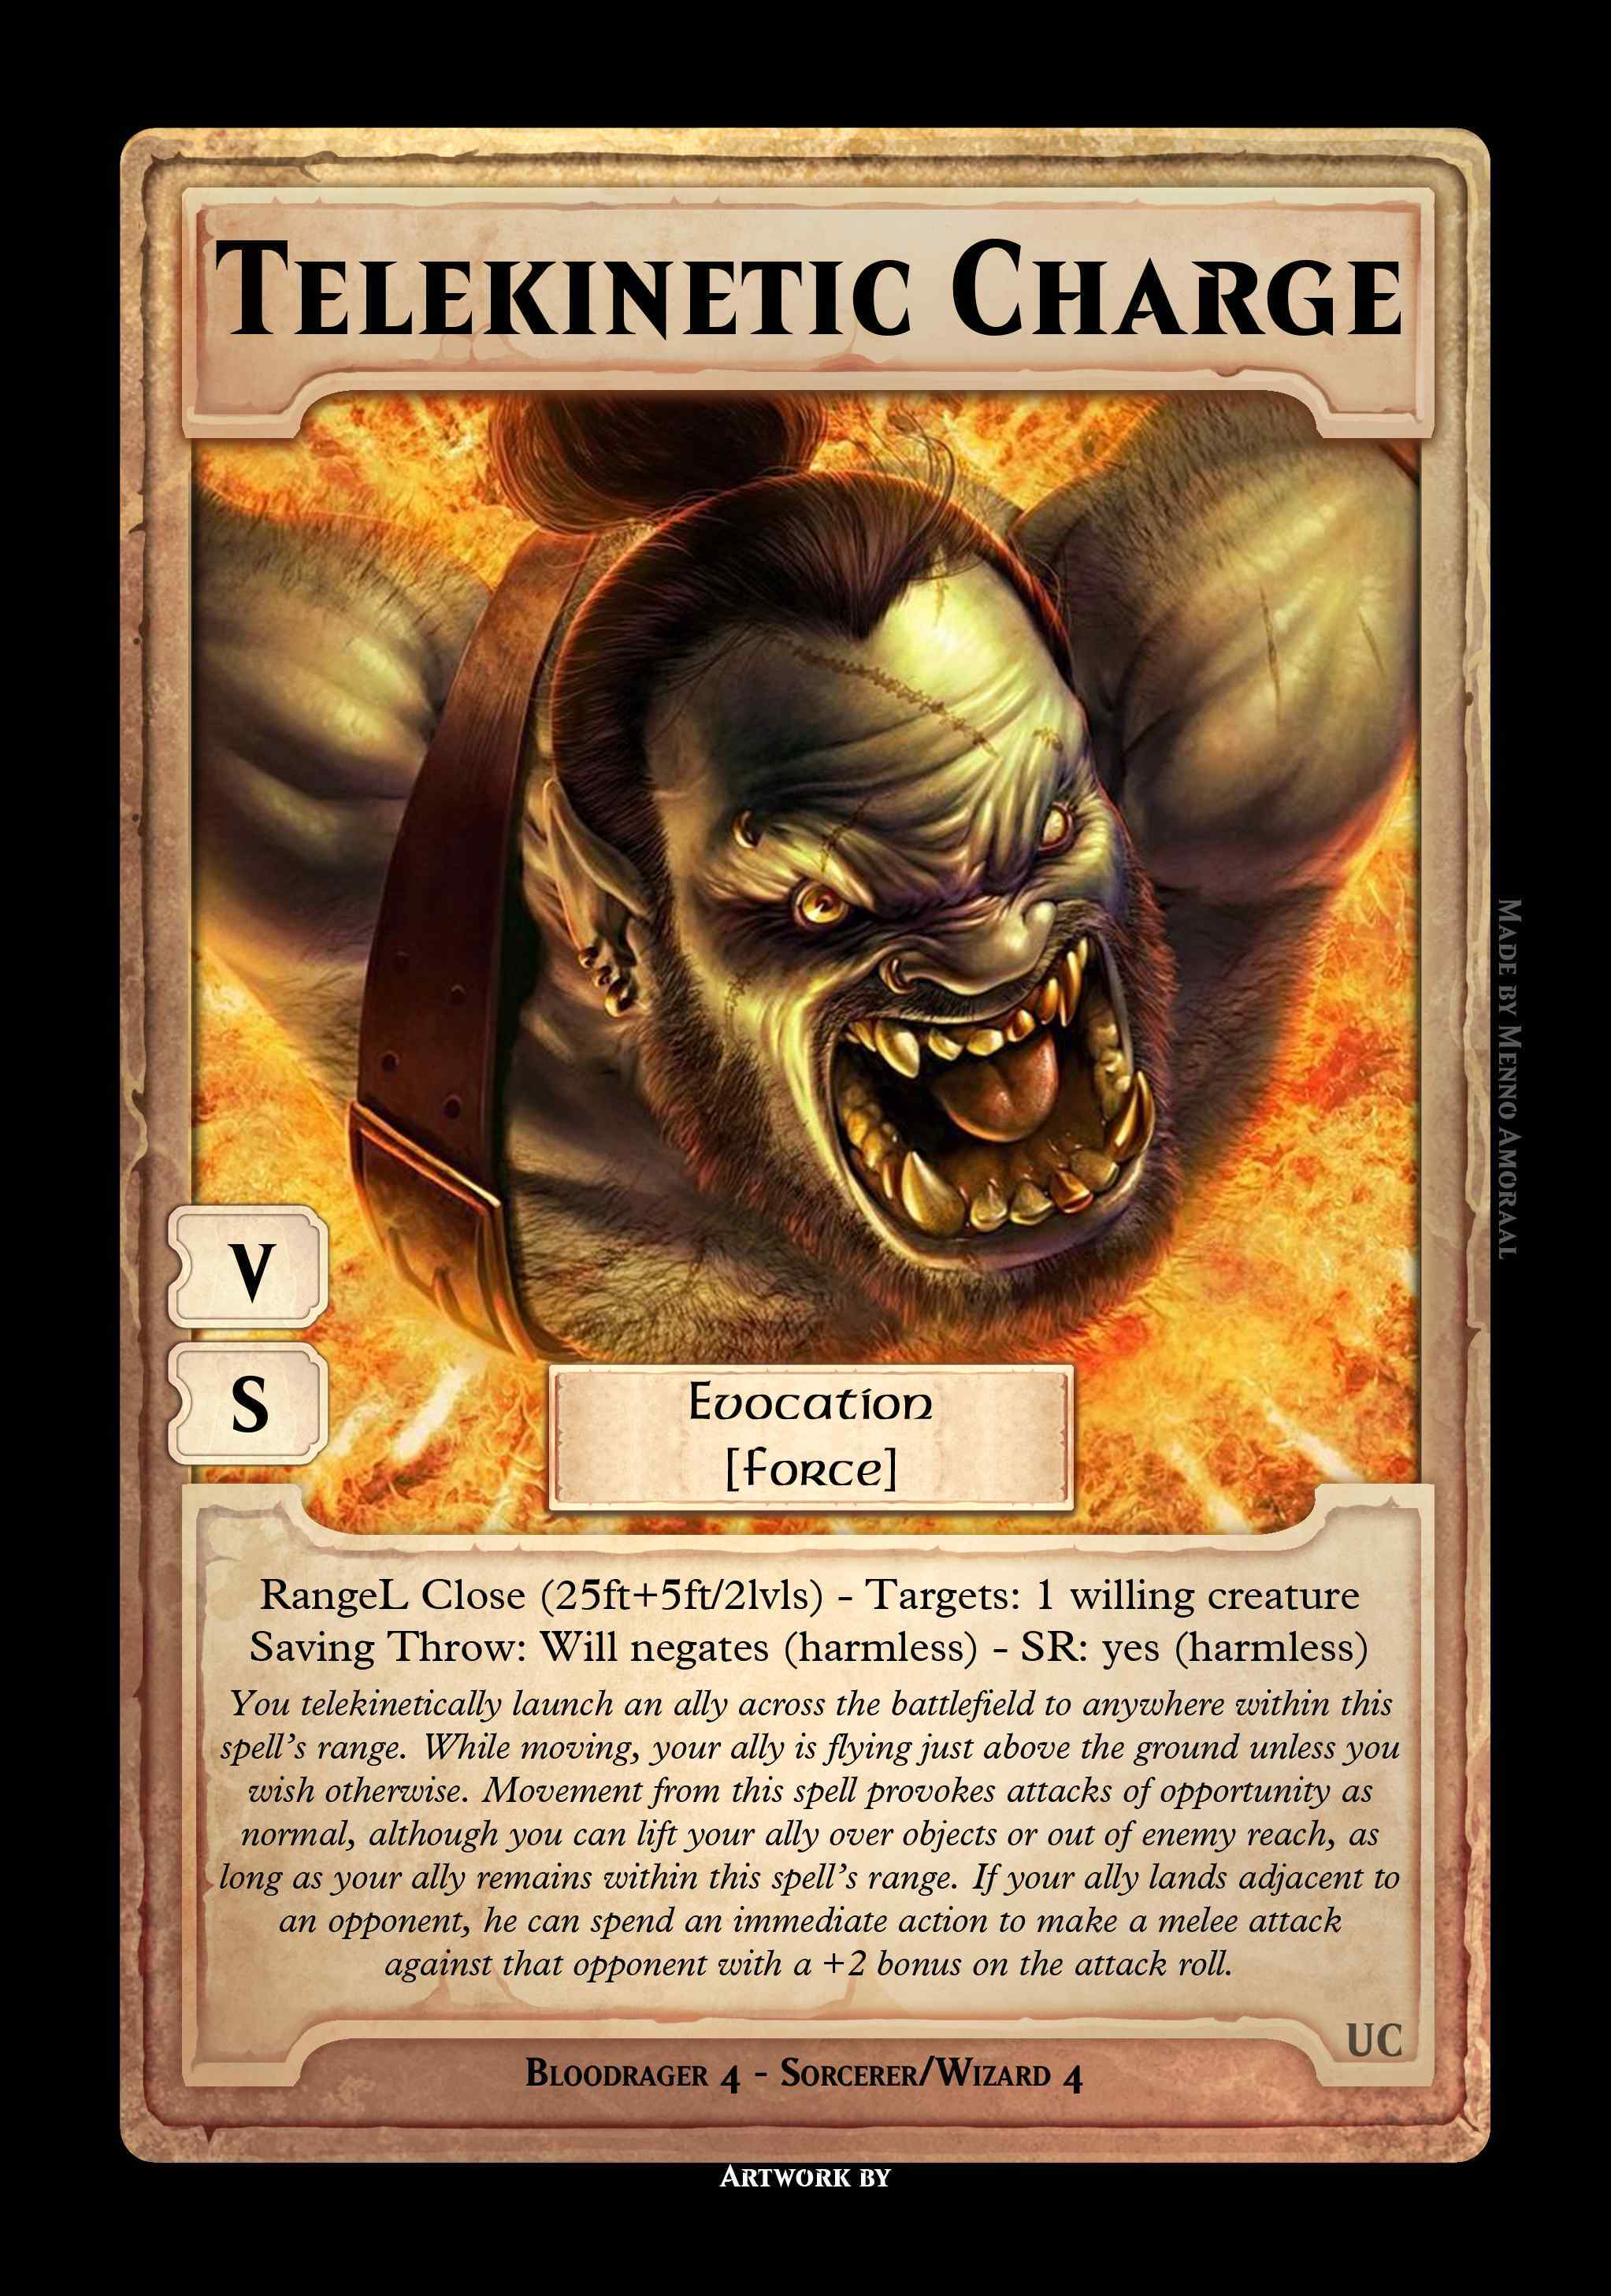 Telekinetic Charge
V
S
Evocation
[Force]
RangeL Close (25ft+5ft/2lvls) - Targets: 1 willing creature
Saving Throw: Will negates (harmless) - SR: yes (harmless)
You telekinetically launch an ally across the battlefield to anywhere within this
spell's range. While moving, your ally is flying just above the ground unless you
wish otherwise. Movement from this spell provokes attacks of opportunity as
normal, although you can lift your ally over objects or out of enemy reach, as
long as your ally remains within this spell's range. If your ally lands adjacent to
an opponent, he can spend an immediate action to make a melee attack
against that opponent with a +2 bonus on the attack roll.
UC
Bloodrager 4 - Sorcerer/Wizard 4
Artwork by
Made by Menno Amoraal